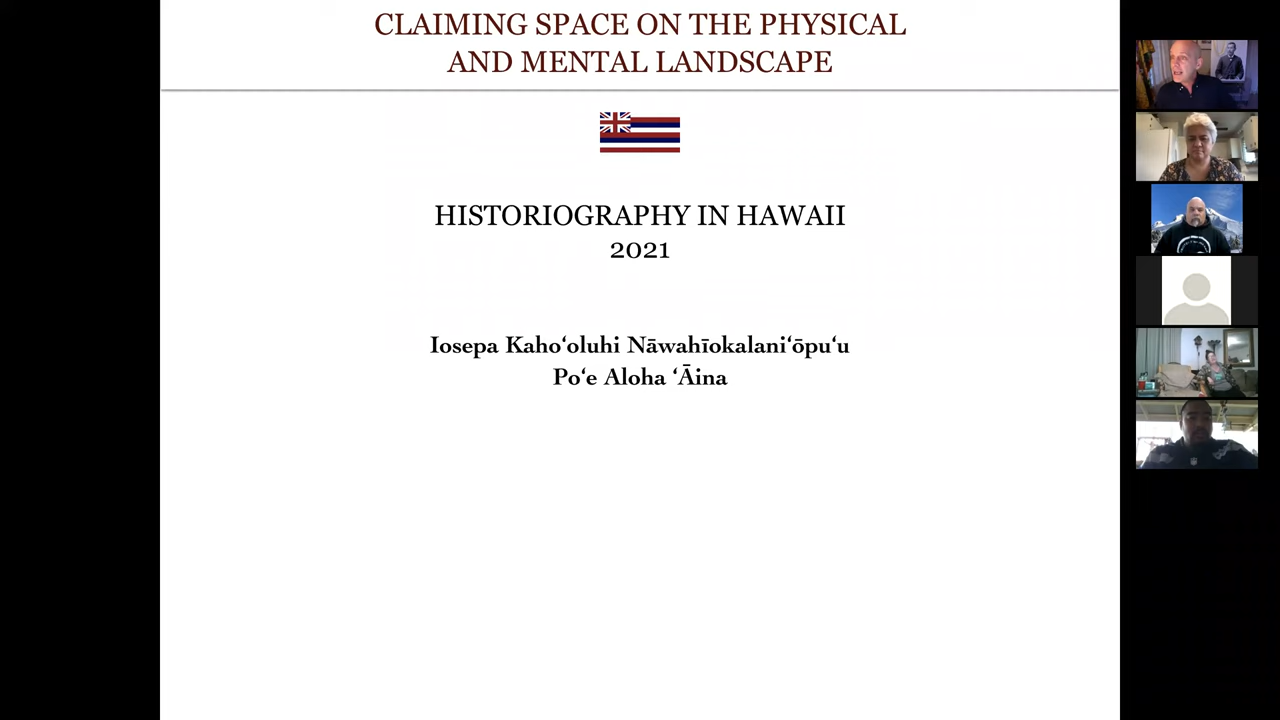 CLAIMING SPACE ON THE PHYSICAL
AND MENTAL LANDSCAPE
HISTORIOGRAPHY IN HAWAII
2021
Iosepa Kahoʻoluhi Nāwahīokalaniʻōpuʻu
Poʻe Aloha ʻĀina